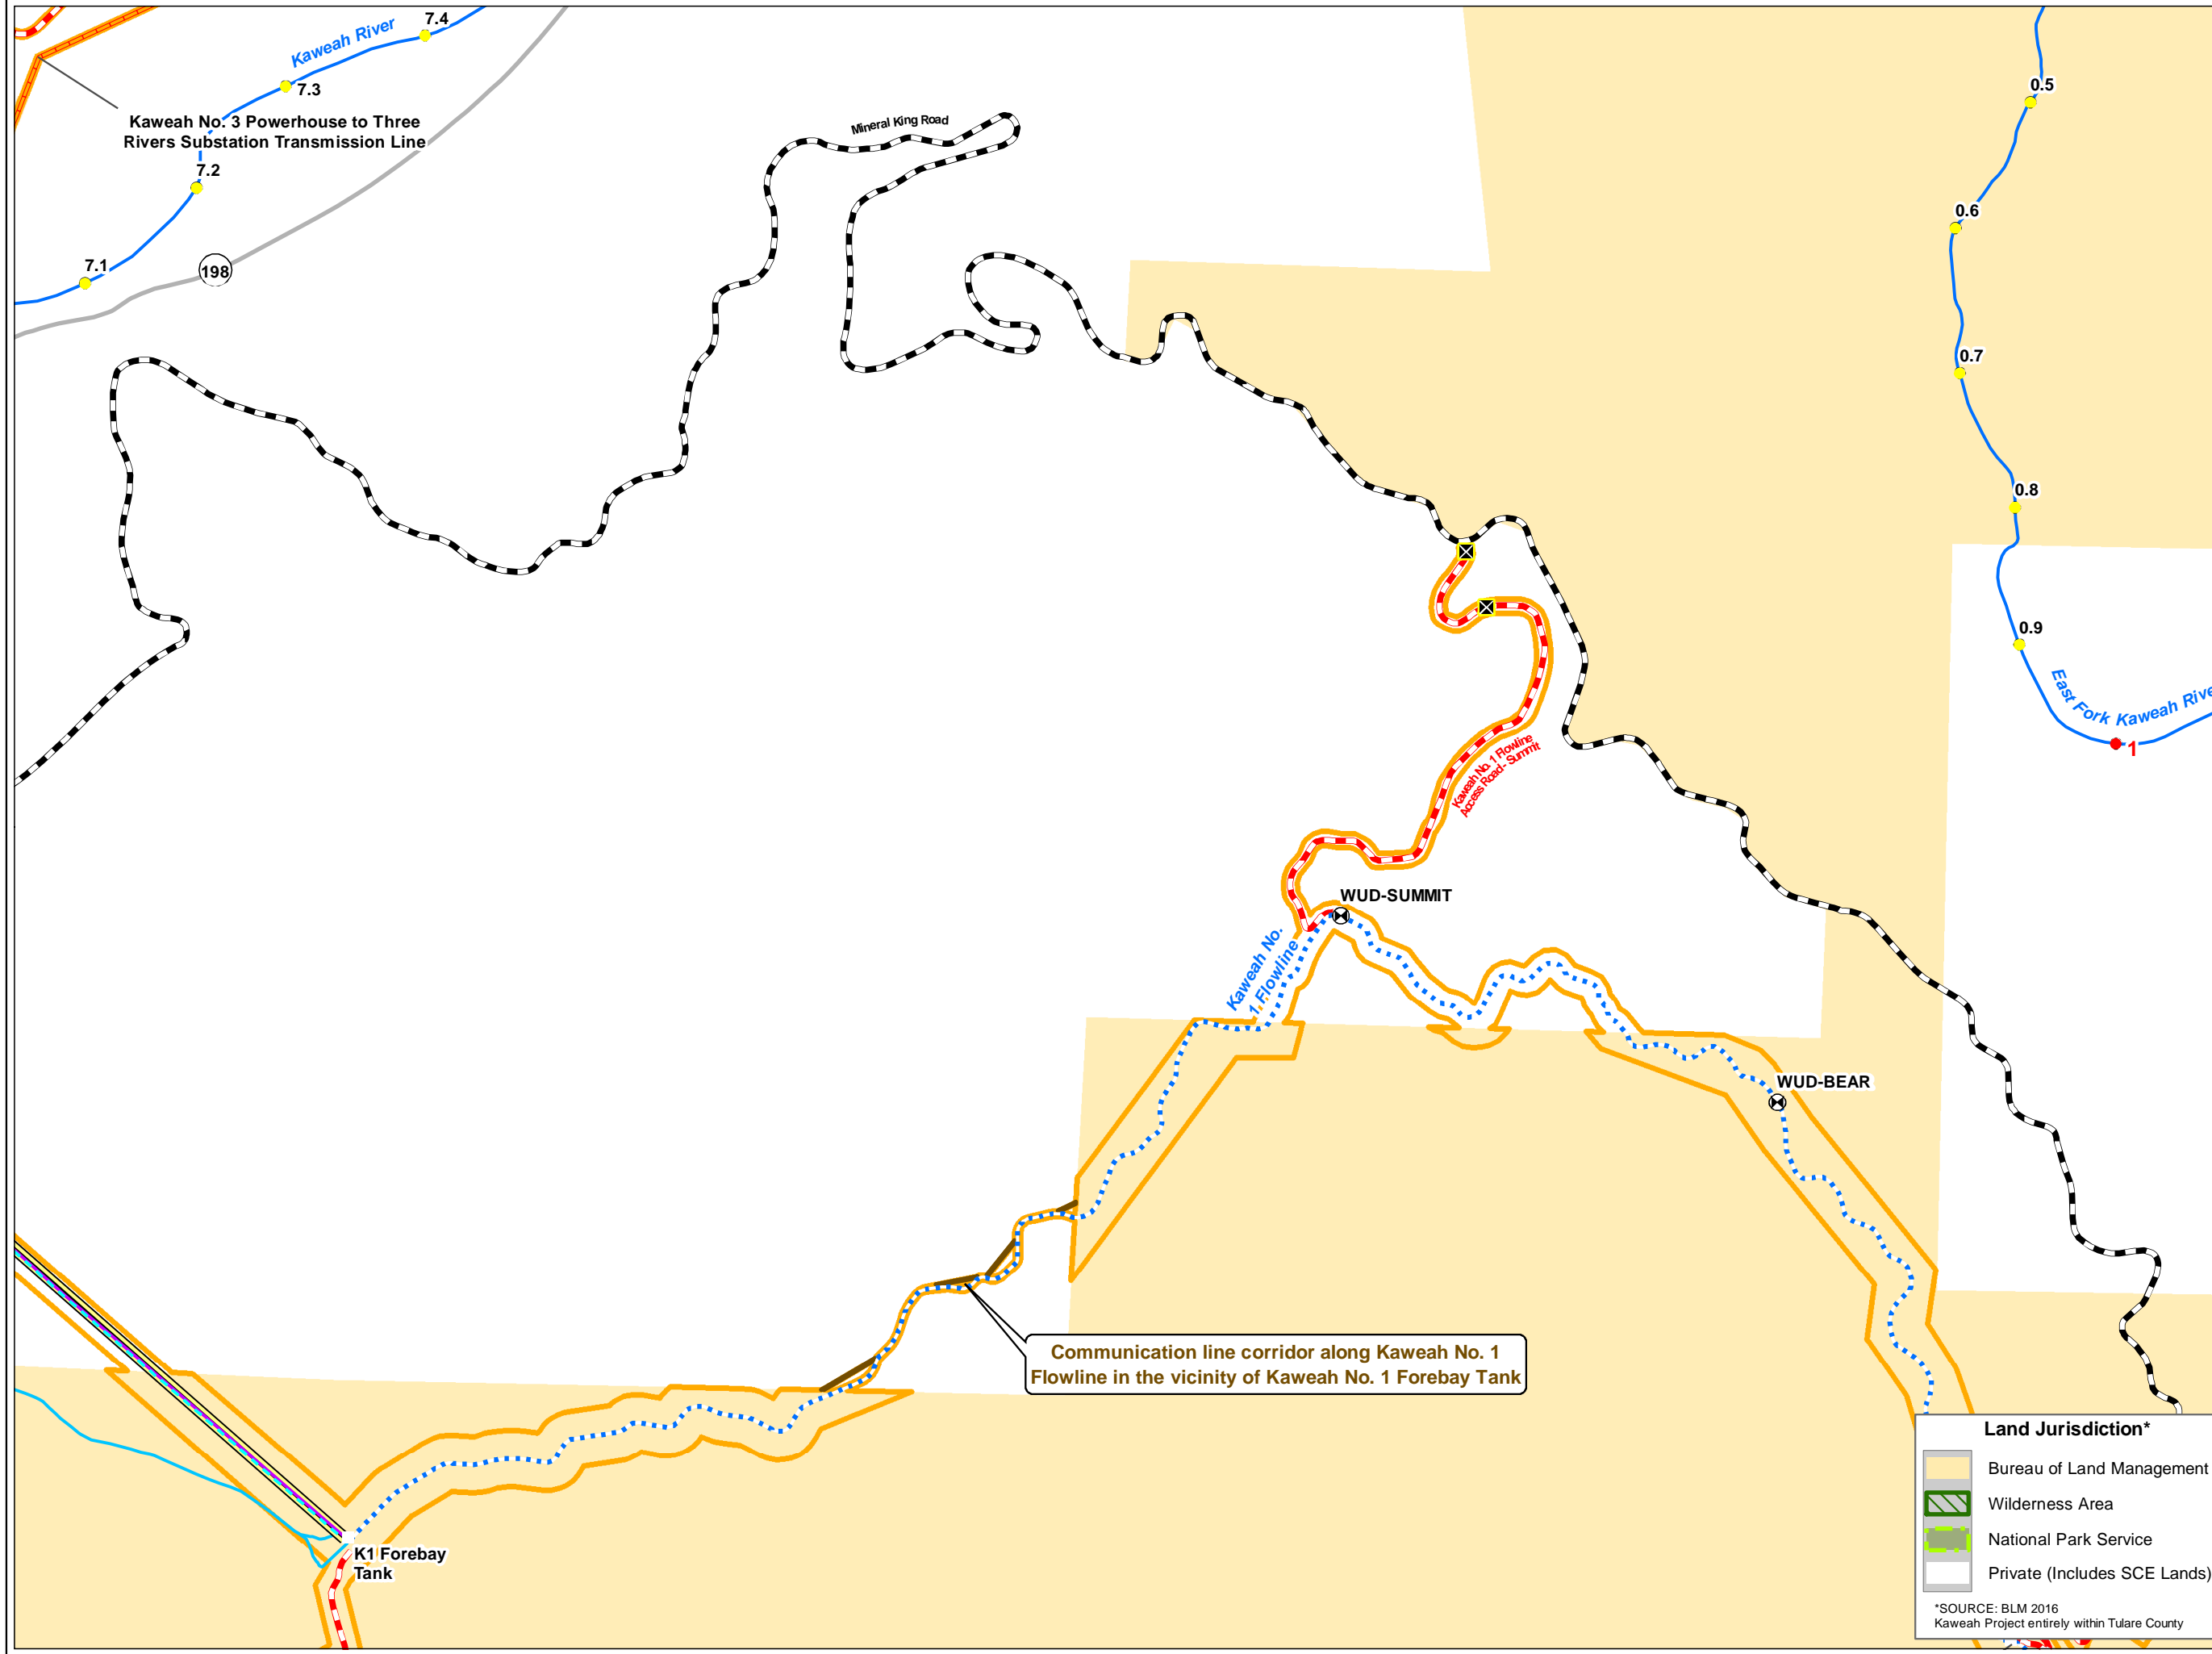 7.4
Kaweah River
7.3
Kaweah No. 3 Powerhouse to Three
Rivers Substation Transmission Line
Mineral King Road
7.2
7.1
198
0.5
0.6
0.7
0.8
0.9
East Fork Kaweah Rive
1
Kaweah No. 1 Flowline
Access Road - Summit
WUD-SUMMIT
Kaweah No.
1 Flowline
WUD-BEAR
Communication line corridor along Kaweah No. 1
Flowline in the vicinity of Kaweah No. 1 Forebay Tank
K1 Forebay
Tank
Land Jurisdiction*
Bureau of Land Management
Wilderness Area
National Park Service
Private (Includes SCE Lands)
*SOURCE: BLM 2016
Kaweah Project entirely within Tulare County